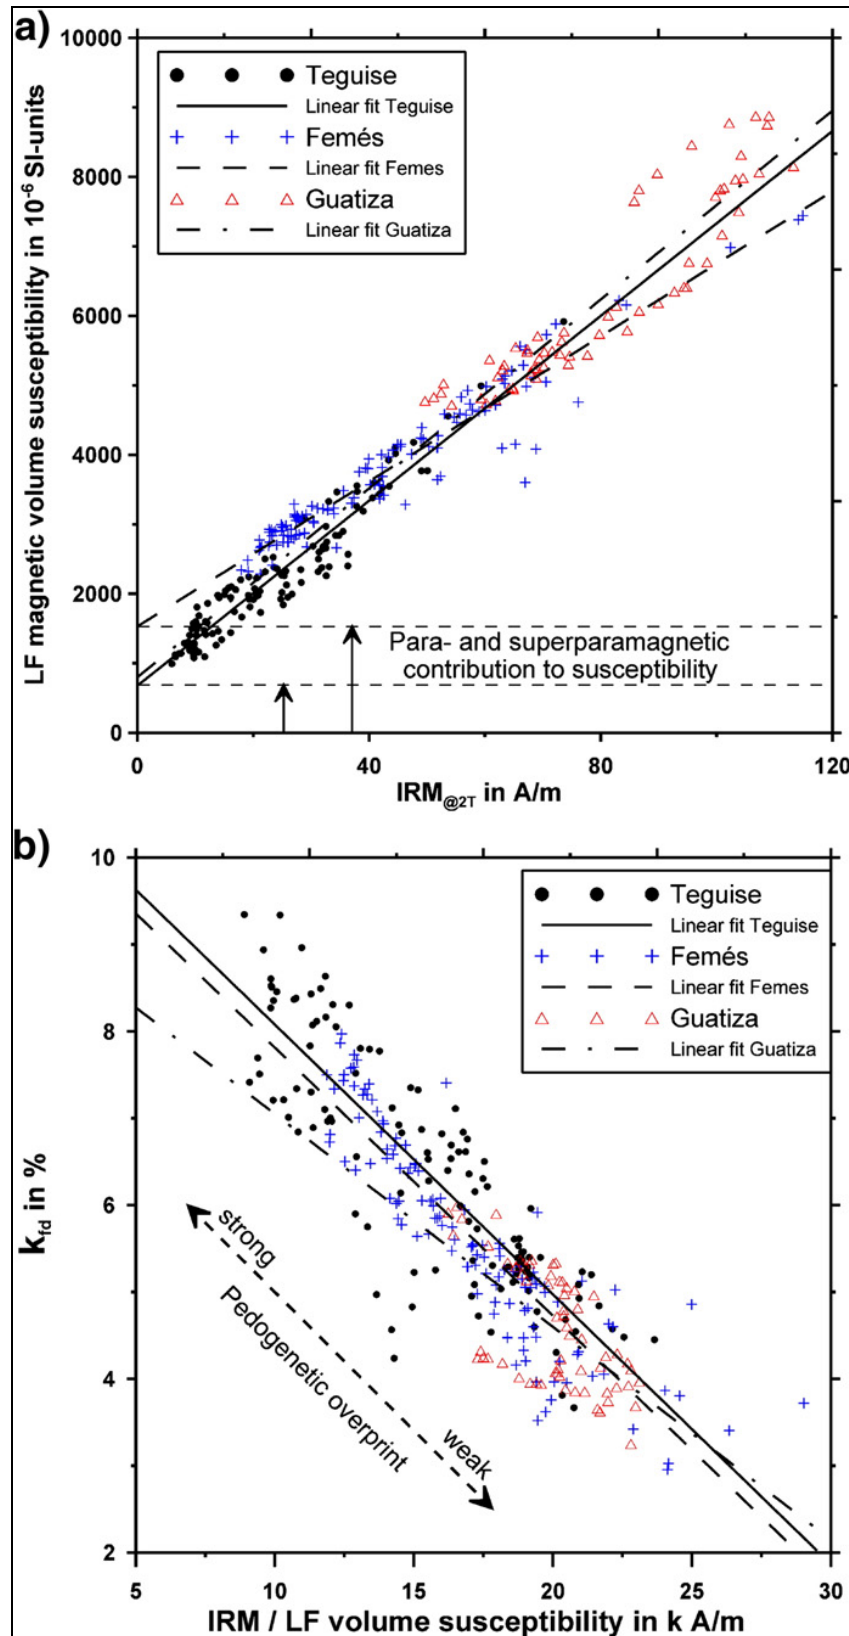 a)
10000
8000
6000
4000
2000
0
LF magnetic volume susceptibility in 10⁻⁶ SI-units
Teguise
Linear fit Teguise
Femés
Linear fit Femes
Guatiza
Linear fit Guatiza
Para- and superparamagnetic
contribution to susceptibility
0 40 80 120
IRM@2T in A/m
b)
10
8
6
4
2
kfd in %
Teguise
Linear fit Teguise
Femés
Linear fit Femes
Guatiza
Linear fit Guatiza
strong
Pedogenetic overprint
weak
5 10 15 20 25 30
IRM / LF volume susceptibility in k A/m